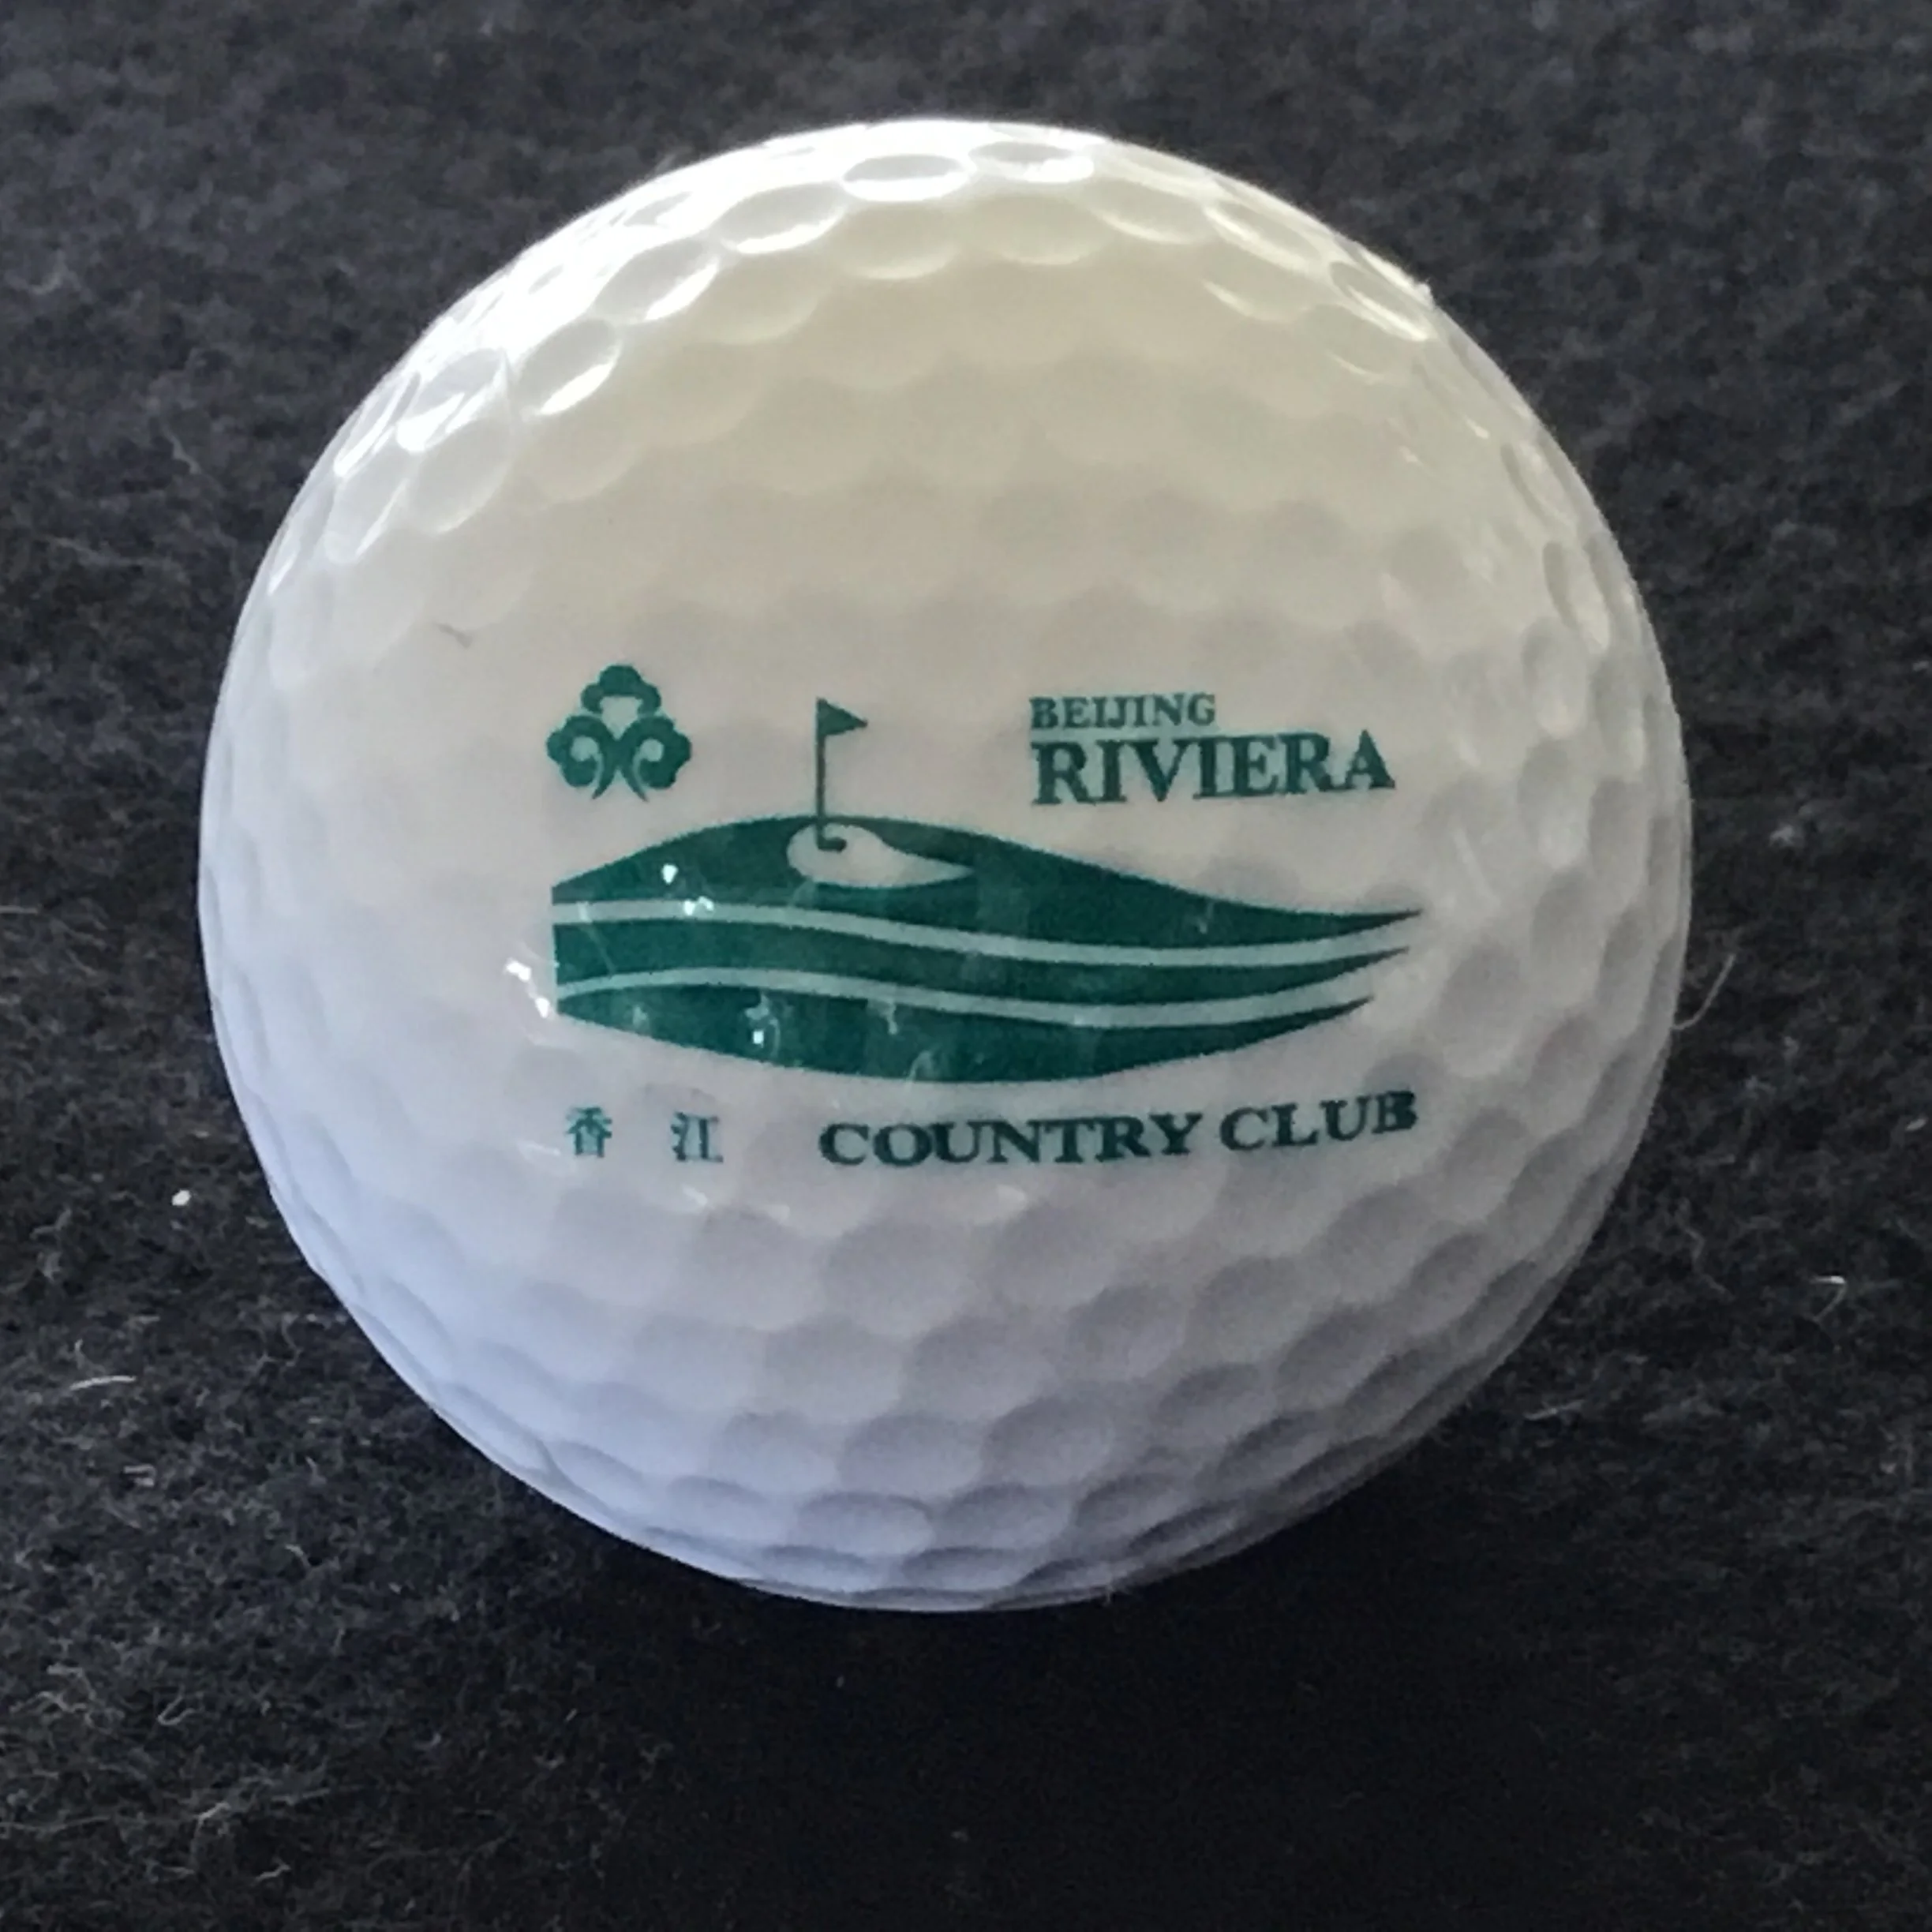 BEIJING
RIVIERA
香 江 COUNTRY CLUB